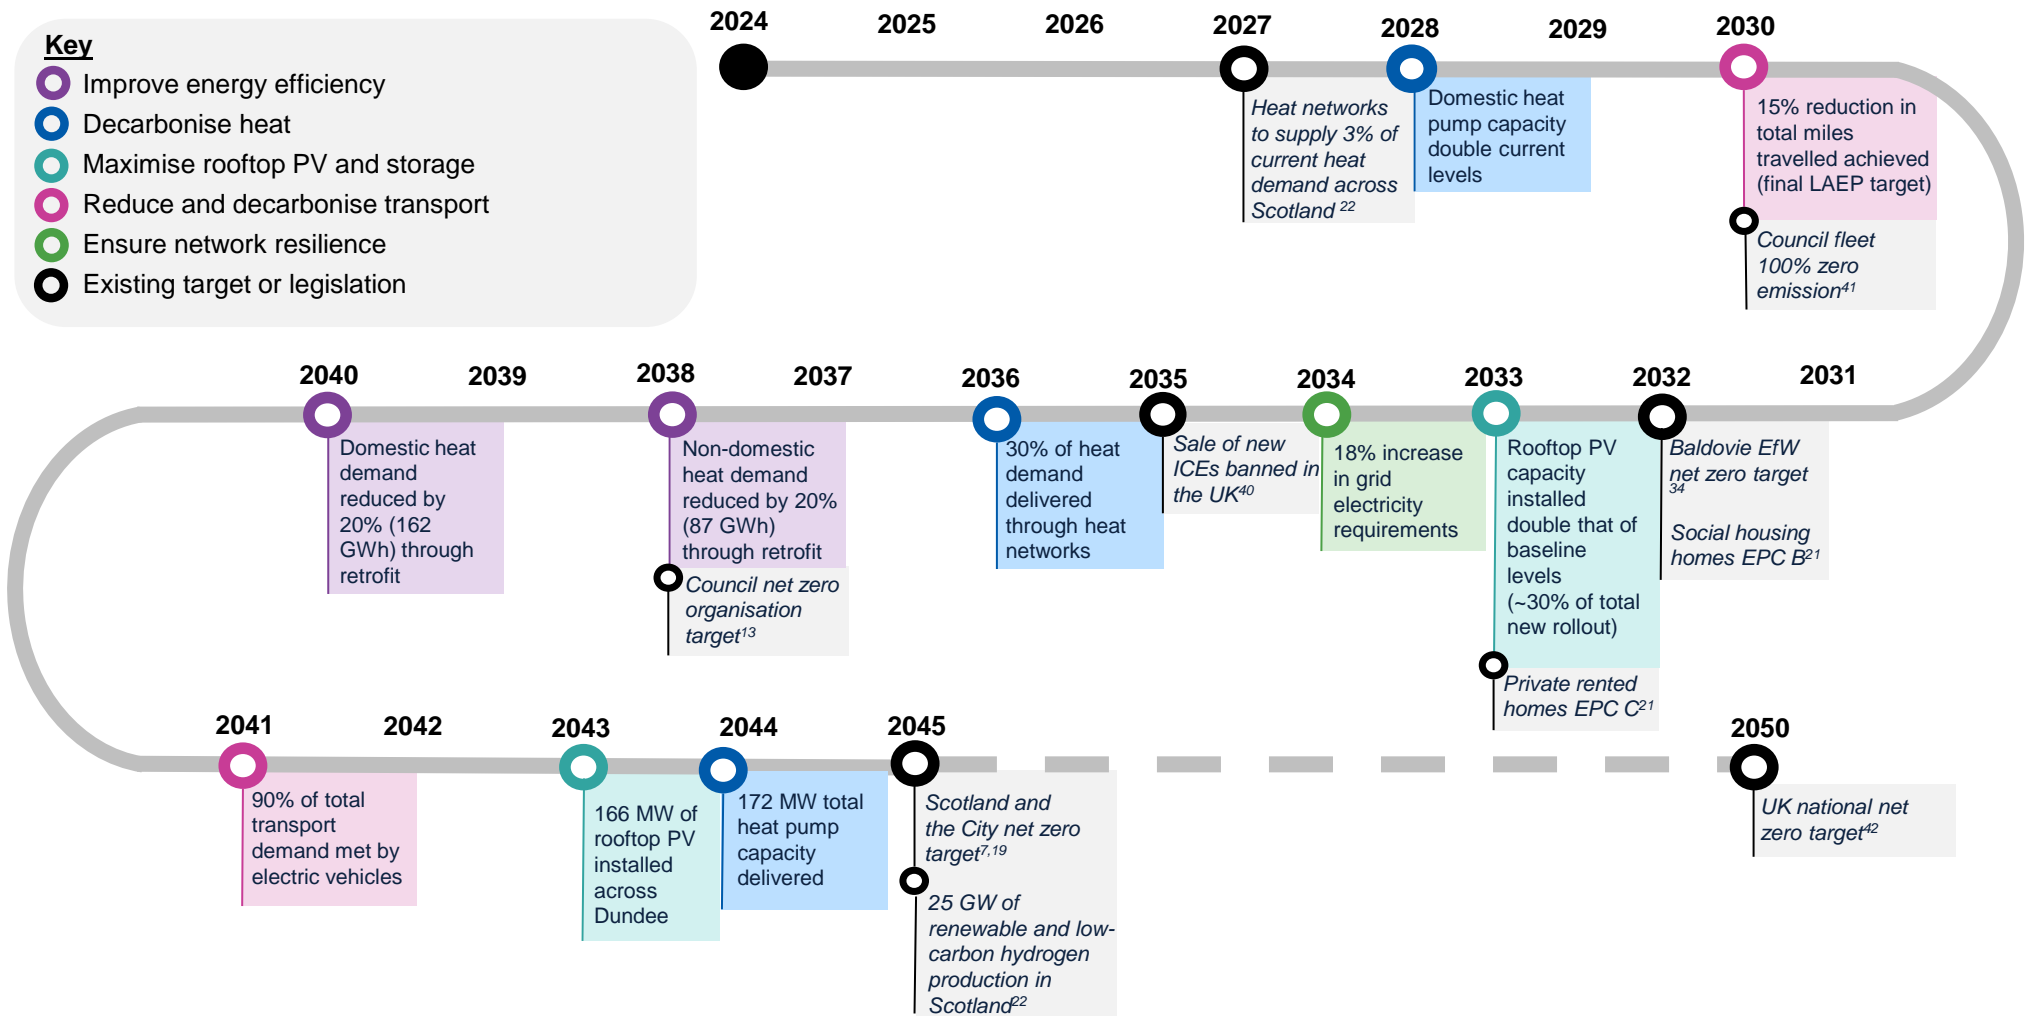 Key
Improve energy efficiency
Decarbonise heat
Maximise rooftop PV and storage
Reduce and decarbonise transport
Ensure network resilience
Existing target or legislation
2024
2025
2026
2027
2028
2029
2030
Heat networks
to supply 3% of
current heat
demand across
Scotland 22
Domestic heat
pump capacity
double current
levels
15% reduction in
total miles
travelled achieved
(final LAEP target)
Council fleet
100% zero
emission41
2040
2039
2038
2037
2036
2035
2034
2033
2032
2031
Domestic heat
demand
reduced by
20% (162
GWh) through
retrofit
Non-domestic
heat demand
reduced by 20%
(87 GWh)
through retrofit
Council net zero
organisation
target13
30% of heat
demand
delivered
through heat
networks
Sale of new
ICEs banned in
the UK40
18% increase
in grid
electricity
requirements
Rooftop PV
capacity
installed
double that of
baseline
levels
(~30% of total
new rollout)
Private rented
homes EPC C21
Baldovie EfW
net zero target
34
Social housing
homes EPC B21
2041
2042
2043
2044
2045
2050
90% of total
transport
demand met by
electric vehicles
166 MW of
rooftop PV
installed
across
Dundee
172 MW total
heat pump
capacity
delivered
Scotland and
the City net zero
target7,19
25 GW of
renewable and low-
carbon hydrogen
production in
Scotland22
UK national net
zero target42